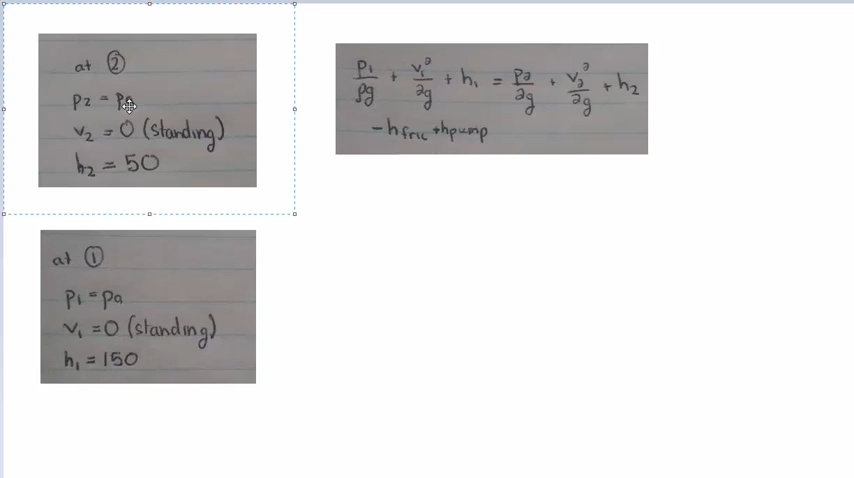 at ②
p2 = pa
v2 = 0 (standing)
h2 = 50
p1/ρg + v1²/2g + h1 = p2/2g + v2²/2g + h2
- hfric + hpump
at ①
p1 = pa
v1 = 0 (standing)
h1 = 150